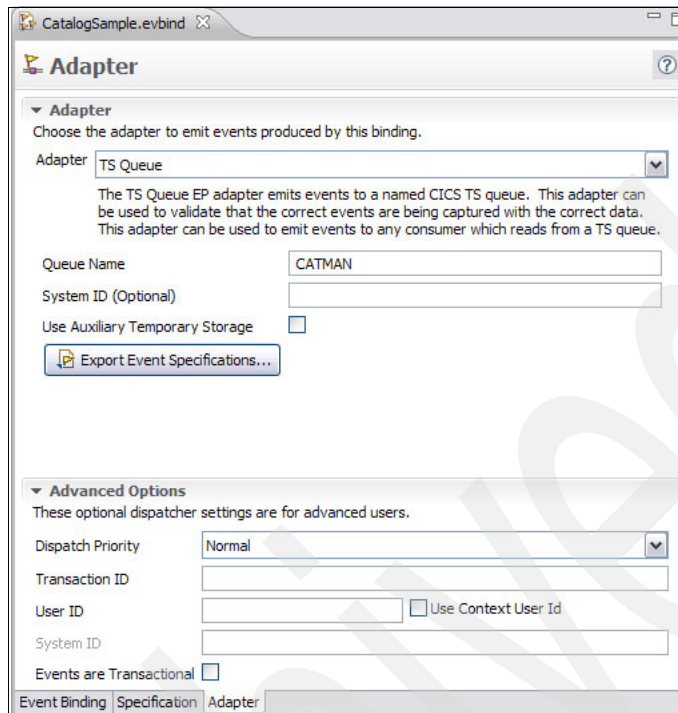 CatalogSample.evbind
Adapter
Adapter
Choose the adapter to emit events produced by this binding.
Adapter TS Queue
The TS Queue EP adapter emits events to a named CICS TS queue. This adapter can
be used to validate that the correct events are being captured with the correct data.
This adapter can be used to emit events to any consumer which reads from a TS queue.
Queue Name CATMAN
System ID (Optional)
Use Auxiliary Temporary Storage
Export Event Specifications...
Advanced Options
These optional dispatcher settings are for advanced users.
Dispatch Priority Normal
Transaction ID
User ID Use Context User Id
System ID
Events are Transactional
Event Binding Specification Adapter